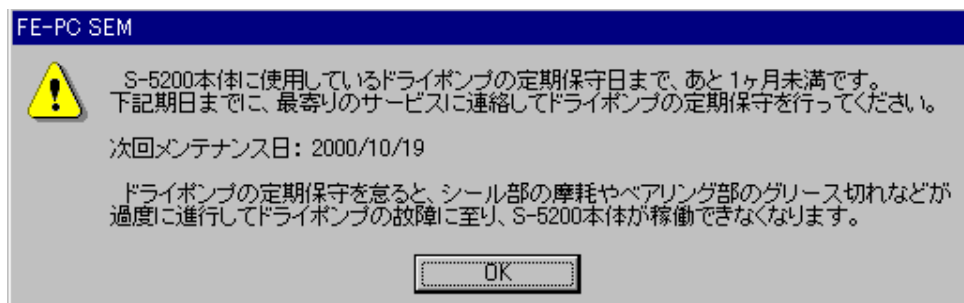 FE-PC SEM
S-5200本体に使用しているドライポンプの定期保守日まで、あと1ヶ月未満です。
下記期日までに、最寄りのサービスに連絡してドライポンプの定期保守を行ってください。
次回メンテナンス日: 2000/10/19
ドライポンプの定期保守を怠ると、シール部の摩耗やベアリング部のグリース切れなどが
過度に進行してドライポンプの故障に至り、S-5200本体が稼働できなくなります。
OK